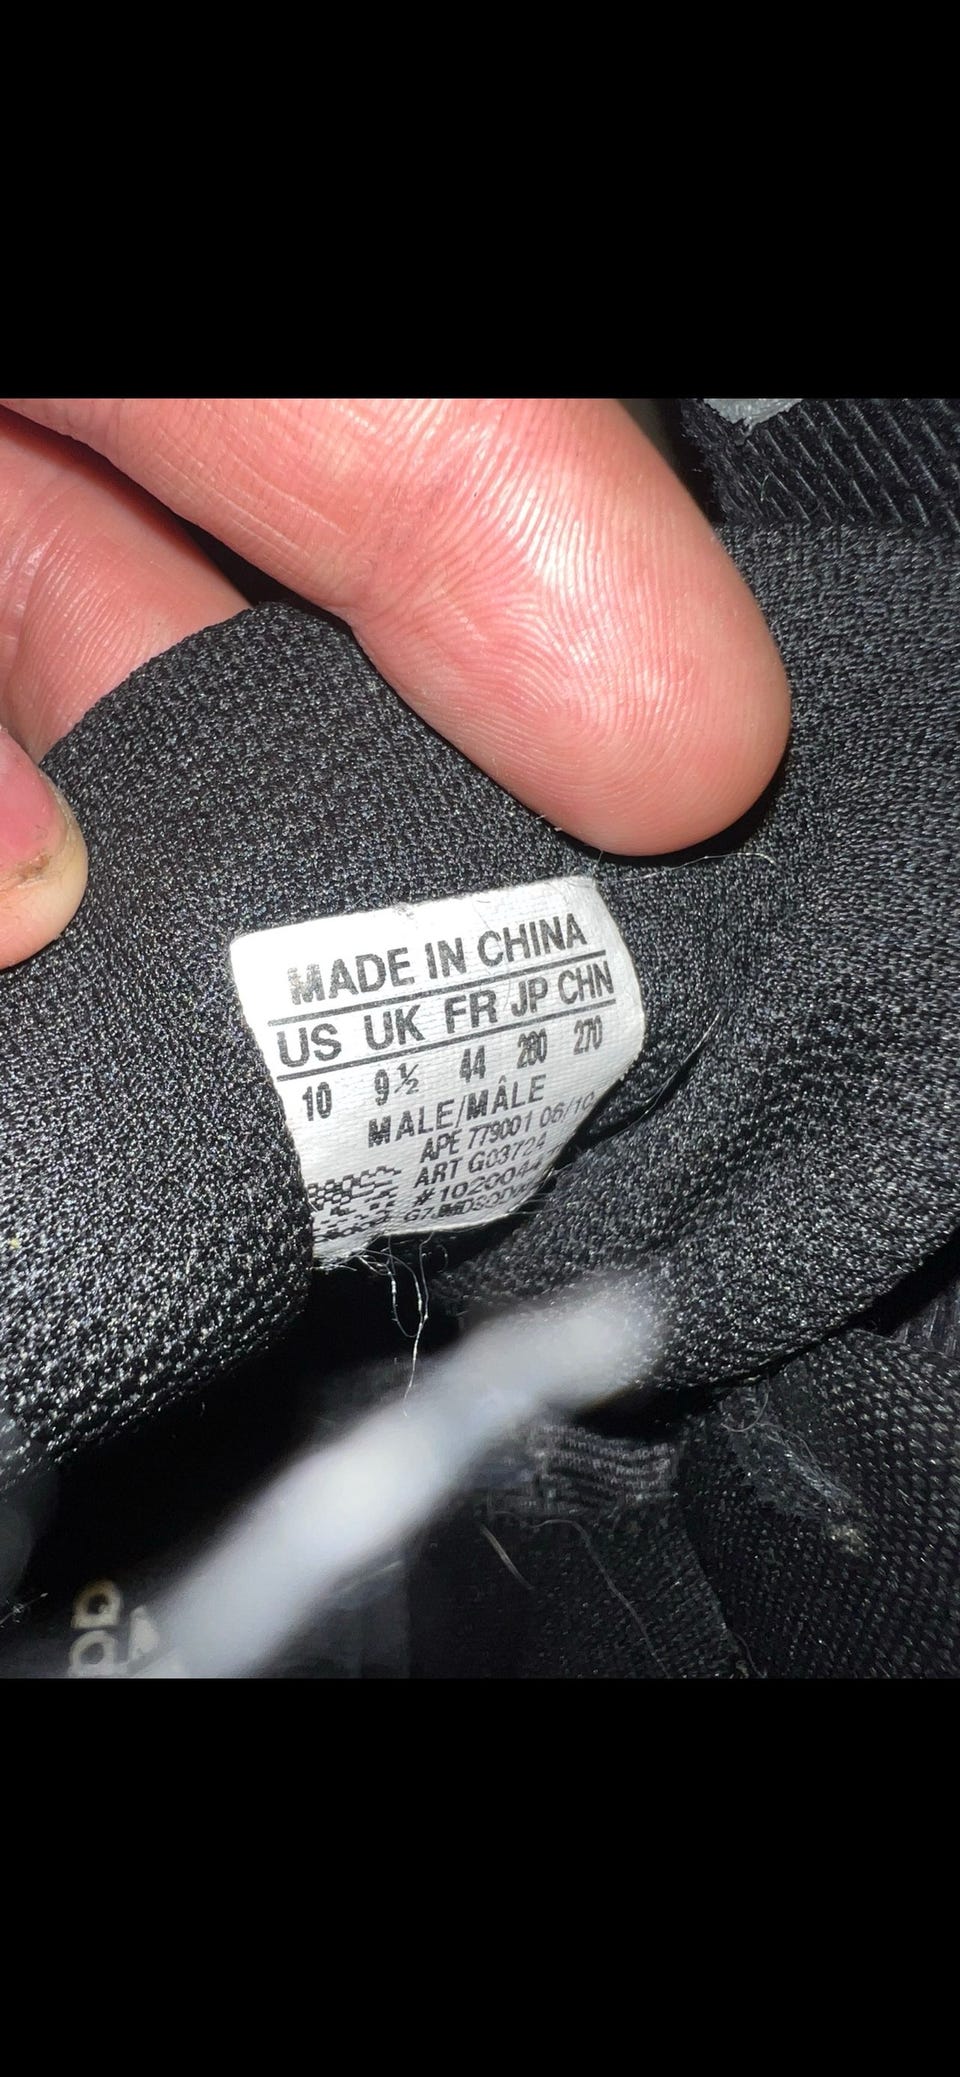 MADE IN CHINA
US UK FR JP CHN
10 9½ 44 280 270
MALE/MÂLE
APE 779001 06/10
ART G03724
#1020044